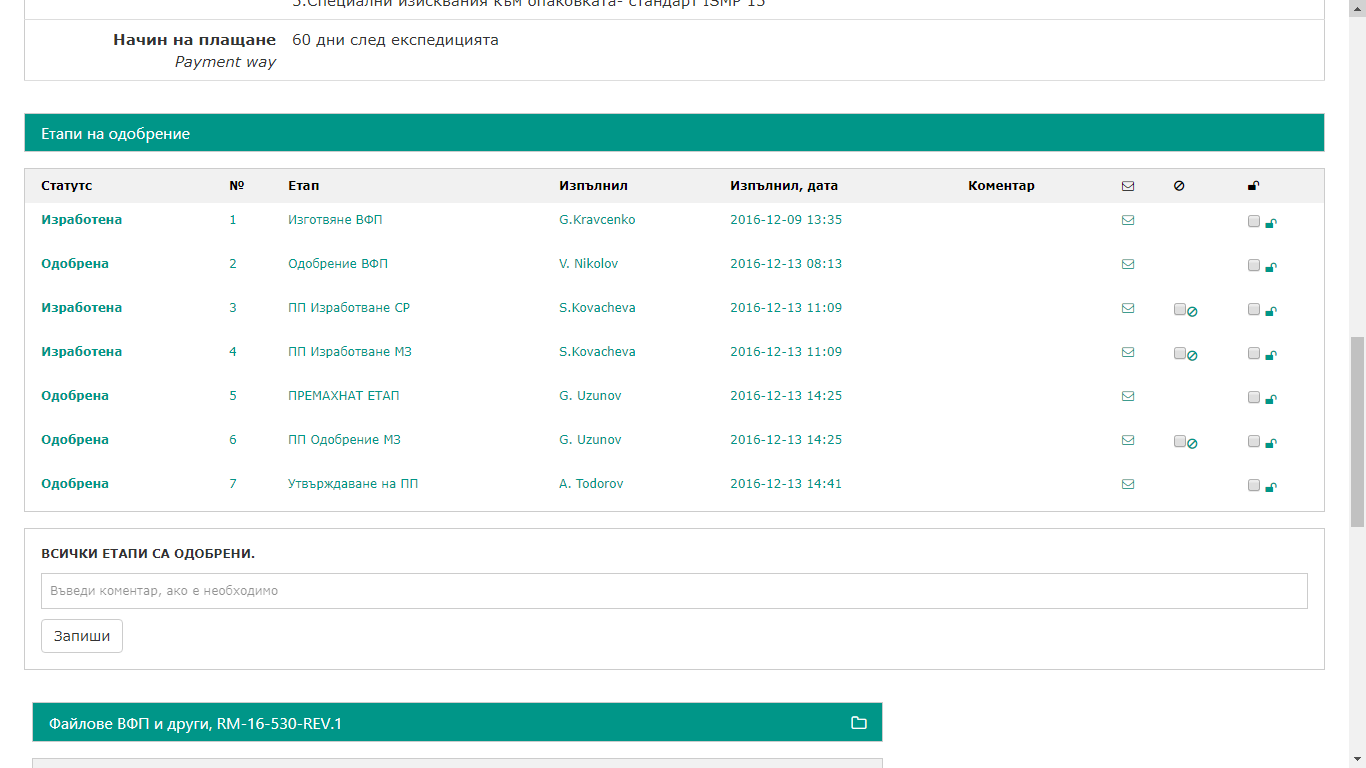 5.Специални изисквания към опаковката- стандарт ISMP 15
Начин на плащане 60 дни след експедицията
Payment way
Етапи на одобрение
Статутс № Етап Изпълнил Изпълнил, дата Коментар
Изработена 1 Изготвяне ВФП G.Kravcenko 2016-12-09 13:35
Одобрена 2 Одобрение ВФП V. Nikolov 2016-12-13 08:13
Изработена 3 ПП Изработване СР S.Kovacheva 2016-12-13 11:09
Изработена 4 ПП Изработване МЗ S.Kovacheva 2016-12-13 11:09
Одобрена 5 ПРЕМАХНАТ ЕТАП G. Uzunov 2016-12-13 14:25
Одобрена 6 ПП Одобрение МЗ G. Uzunov 2016-12-13 14:25
Одобрена 7 Утвърждаване на ПП A. Todorov 2016-12-13 14:41
ВСИЧКИ ЕТАПИ СА ОДОБРЕНИ.
Въведи коментар, ако е необходимо
Запиши
Файлове ВФП и други, RM-16-530-REV.1